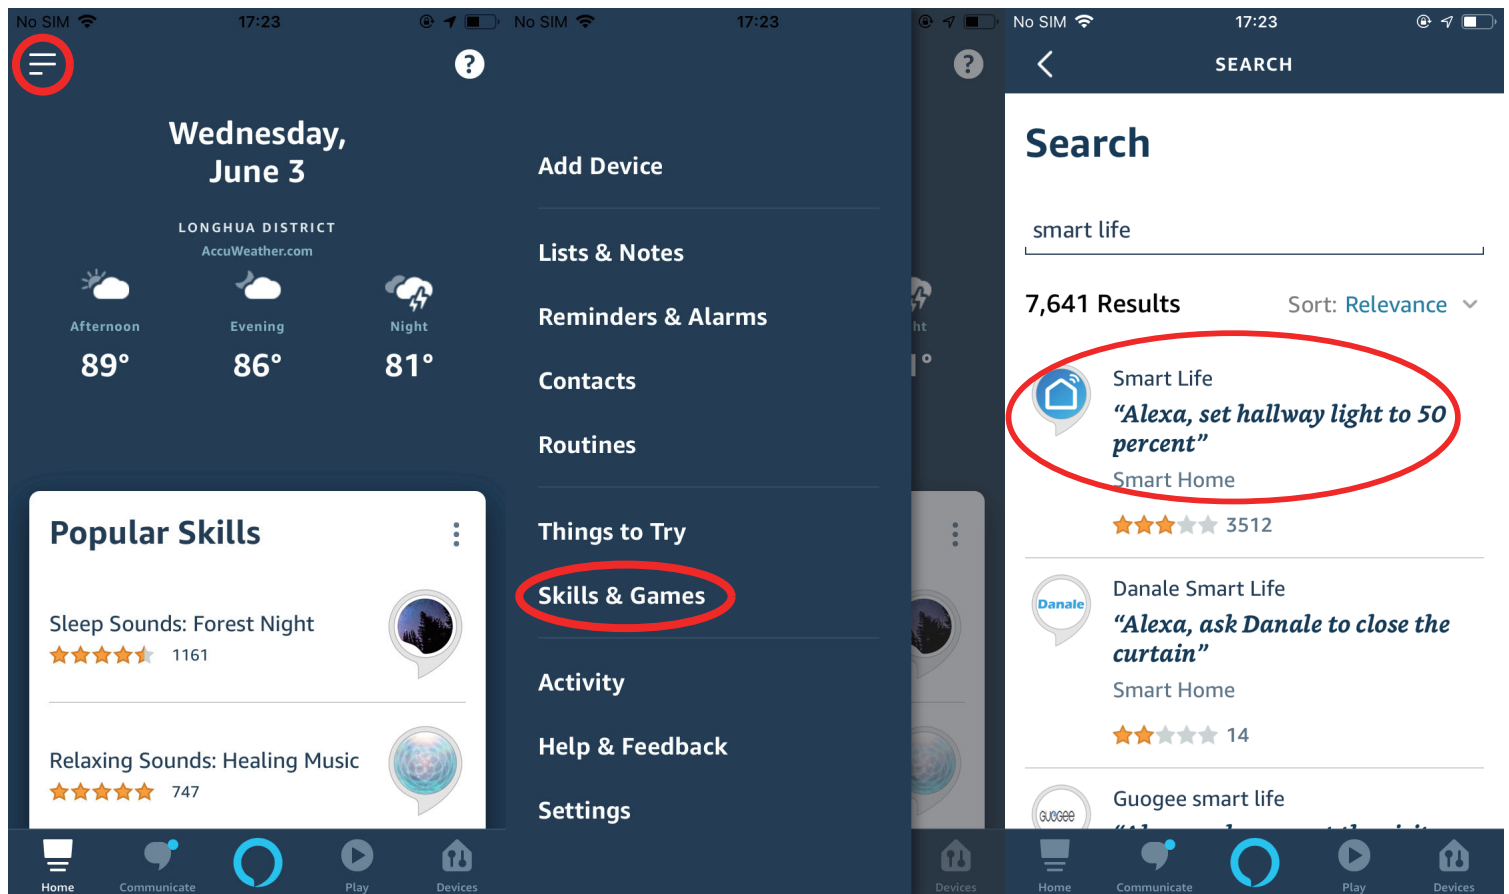 No SIM 17:23
?
Wednesday,
June 3
LONGHUA DISTRICT
AccuWeather.com
Afternoon Evening Night
89° 86° 81°
Popular Skills
Sleep Sounds: Forest Night
1161
Relaxing Sounds: Healing Music
747
Home Communicate Play Devices
No SIM 17:23
?
Add Device
Lists & Notes
Reminders & Alarms
ht
Contacts
Routines
Things to Try
Skills & Games
Activity
Help & Feedback
Settings
Devices
No SIM 17:23
SEARCH
Search
smart life
7,641 Results Sort: Relevance
Smart Life
“Alexa, set hallway light to 50
percent”
Smart Home
3512
Danale
Danale Smart Life
“Alexa, ask Danale to close the
curtain”
Smart Home
14
GUOGEE
Guogee smart life
Home Communicate Play Devices